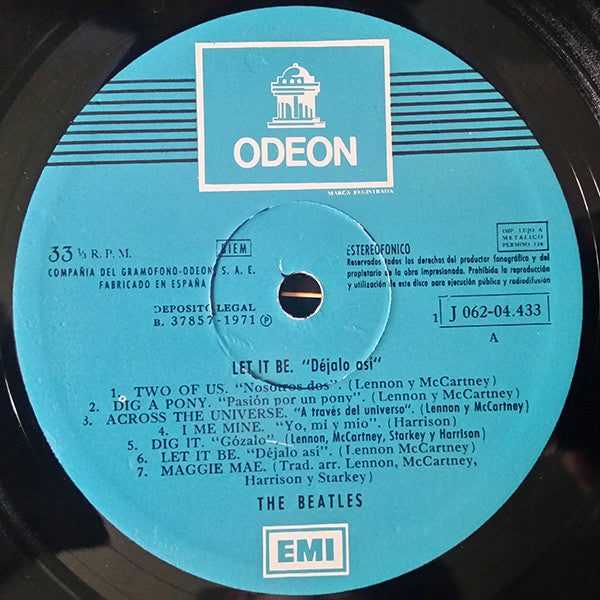 ODEON
MARCA REGISTRADA
33 ⅓ R. P. M.
BIEM
COMPAÑIA DEL GRAMOFONO-ODEON, S. A. E.
FABRICADO EN ESPAÑA
DEPOSITO LEGAL
B. 37857-1971 Ⓟ
ESTEREOFONICO
Reservados todos los derechos del productor fonográfico y del
propietario de la obra impresionada. Prohibida la reproducción
y utilización de este disco para ejecución pública y radiodifusión
IMP. LUJO A
METALICO
PERMISO 128
1 J 062-04.433
A
LET IT BE. "Déjalo asi"
1. TWO OF US. "Nosotros dos". (Lennon y McCartney)
2. DIG A PONY. "Pasión por un pony". (Lennon y McCartney)
3. ACROSS THE UNIVERSE. "A través del universo". (Lennon y McCartney)
4. I ME MINE. "Yo, mi y mío". (Harrison)
5. DIG IT. "Gózalo". (Lennon, McCartney, Starkey y Harrison)
6. LET IT BE. "Déjalo asi". (Lennon McCartney)
7. MAGGIE MAE. (Trad. arr. Lennon, McCartney,
Harrison y Starkey)
THE BEATLES
EMI